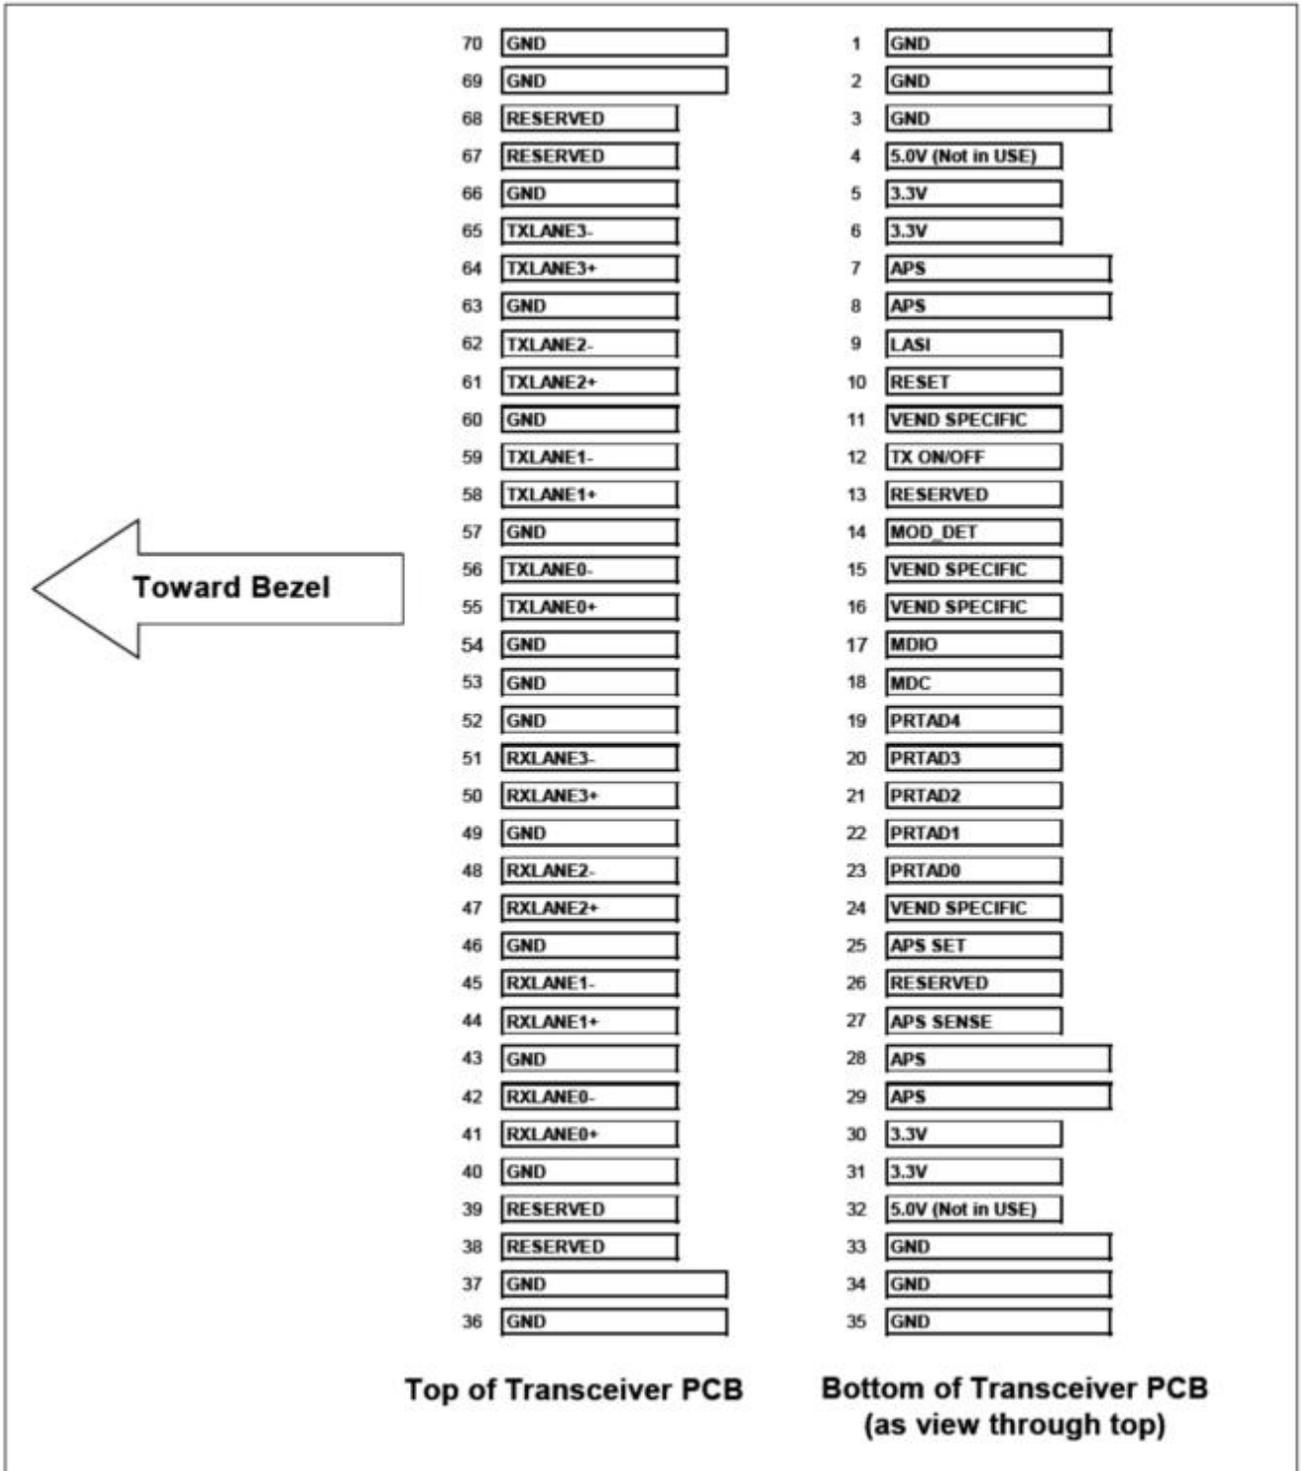 70 GND 1 GND
69 GND 2 GND
68 RESERVED 3 GND
67 RESERVED 4 5.0V (Not in USE)
66 GND 5 3.3V
65 TXLANE3- 6 3.3V
64 TXLANE3+ 7 APS
63 GND 8 APS
62 TXLANE2- 9 LASI
61 TXLANE2+ 10 RESET
60 GND 11 VEND SPECIFIC
59 TXLANE1- 12 TX ON/OFF
58 TXLANE1+ 13 RESERVED
57 GND 14 MOD_DET
56 TXLANE0- 15 VEND SPECIFIC
Toward Bezel
55 TXLANE0+ 16 VEND SPECIFIC
54 GND 17 MDIO
53 GND 18 MDC
52 GND 19 PRTAD4
51 RXLANE3- 20 PRTAD3
50 RXLANE3+ 21 PRTAD2
49 GND 22 PRTAD1
48 RXLANE2- 23 PRTAD0
47 RXLANE2+ 24 VEND SPECIFIC
46 GND 25 APS SET
45 RXLANE1- 26 RESERVED
44 RXLANE1+ 27 APS SENSE
43 GND 28 APS
42 RXLANE0- 29 APS
41 RXLANE0+ 30 3.3V
40 GND 31 3.3V
39 RESERVED 32 5.0V (Not in USE)
38 RESERVED 33 GND
37 GND 34 GND
36 GND 35 GND
Top of Transceiver PCB Bottom of Transceiver PCB
(as view through top)